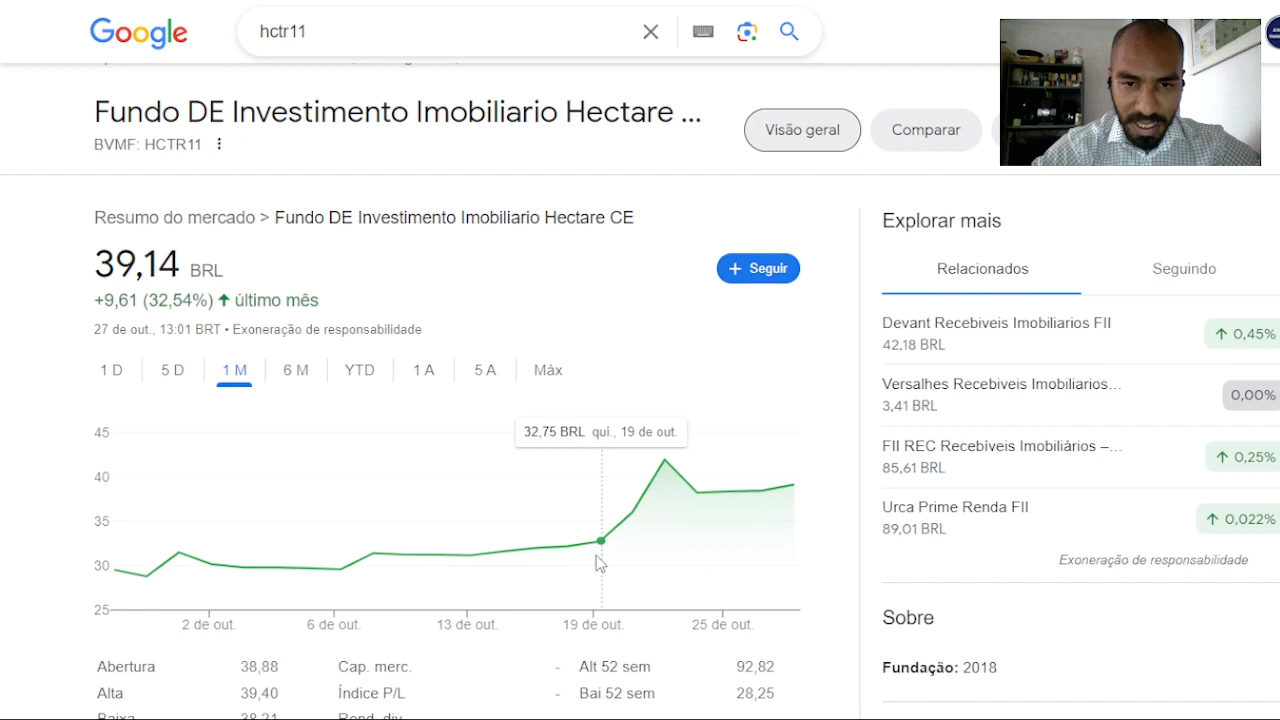 Google
hctr11
Fundo DE Investimento Imobiliario Hectare ...
BVMF: HCTR11
Visão geral
Comparar
Resumo do mercado > Fundo DE Investimento Imobiliario Hectare CE
39,14 BRL
+ Seguir
+9,61 (32,54%) ↑ último mês
27 de out., 13:01 BRT • Exoneração de responsabilidade
1 D
5 D
1 M
6 M
YTD
1 A
5 A
Máx
32,75 BRL qui., 19 de out.
45
40
35
30
25
2 de out.
6 de out.
13 de out.
19 de out.
25 de out.
Abertura 38,88
Cap. merc. -
Alt 52 sem 92,82
Alta 39,40
Índice P/L -
Bai 52 sem 28,25
Baixa 38,21
Rend. div.
Explorar mais
Relacionados
Seguindo
Devant Recebiveis Imobiliarios FII
42,18 BRL
↑ 0,45%
Versalhes Recebiveis Imobiliarios...
3,41 BRL
0,00%
FII REC Recebíveis Imobiliários –...
85,61 BRL
↑ 0,25%
Urca Prime Renda FII
89,01 BRL
↑ 0,022%
Exoneração de responsabilidade
Sobre
Fundação: 2018